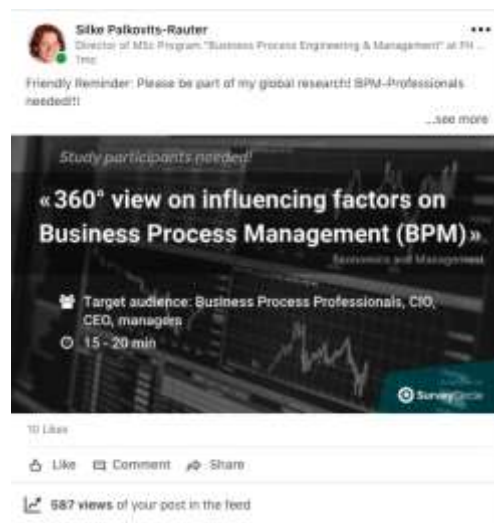 Silke Palkovits-Rauter
Director of MSc Program "Business Process Engineering & Management" at FH ...
1mo
Friendly Reminder: Please be part of my global research! BPM-Professionals
needed!!!
...see more
Study participants needed!
«360° view on influencing factors on
Business Process Management (BPM)»
Economics and Management
Target audience: Business Process Professionals, CIO,
CEO, managers
15 - 20 min
SurveyCircle
10 Likes
Like Comment Share
587 views of your post in the feed